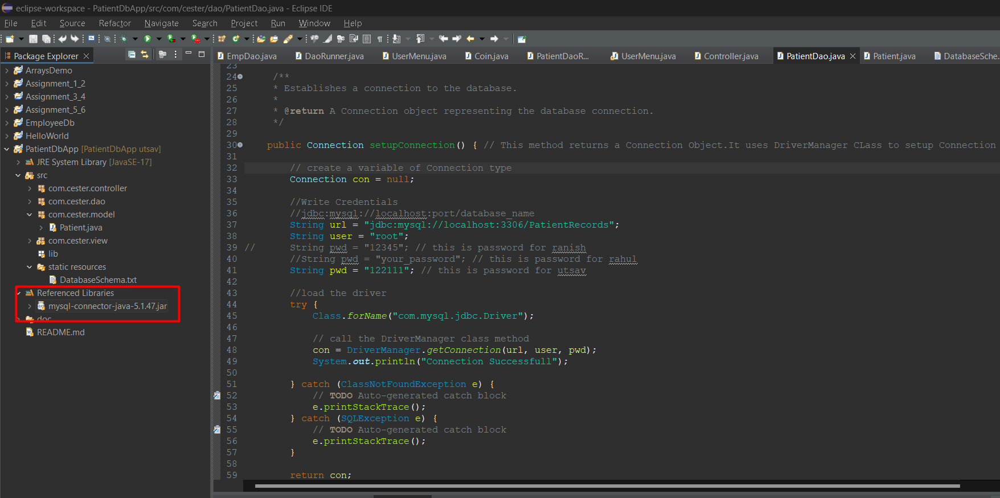 eclipse-workspace - PatientDbApp/src/com/cester/dao/PatientDao.java - Eclipse IDE
File Edit Source Refactor Navigate Search Project Run Window Help
Package Explorer
ArraysDemo
Assignment_1_2
Assignment_3_4
Assignment_5_6
EmployeeDb
HelloWorld
PatientDbApp [PatientDbApp utsav]
JRE System Library [JavaSE-17]
src
com.cester.controller
com.cester.dao
com.cester.model
Patient.java
com.cester.view
lib
static resources
DatabaseSchema.txt
Referenced Libraries
mysql-connector-java-5.1.47.jar
doc
README.md
EmpDao.java DaoRunner.java UserMenu.java Coin.java PatientDaoR... UserMenu.java Controller.java PatientDao.java Patient.java DatabaseSche...
23
24 /**
25 * Establishes a connection to the database.
26 *
27 * @return A Connection object representing the database connection.
28 */
29
30 public Connection setupConnection() { // This method returns a Connection Object.It uses DriverManager CLass to setup Connection
31
32 // create a variable of Connection type
33 Connection con = null;
34
35 //Write Credentials
36 //jdbc:mysql://localhost:port/database_name
37 String url = "jdbc:mysql://localhost:3306/PatientRecords";
38 String user = "root";
39 // String pwd = "12345"; // this is password for ranish
40 //String pwd = "your_password"; // this is password for rahul
41 String pwd = "122111"; // this is password for utsav
42
43 //load the driver
44 try {
45 Class.forName("com.mysql.jdbc.Driver");
46
47 // call the DriverManager class method
48 con = DriverManager.getConnection(url, user, pwd);
49 System.out.println("Connection Successfull");
50
51 } catch (ClassNotFoundException e) {
52 // TODO Auto-generated catch block
53 e.printStackTrace();
54 } catch (SQLException e) {
55 // TODO Auto-generated catch block
56 e.printStackTrace();
57 }
58
59 return con;